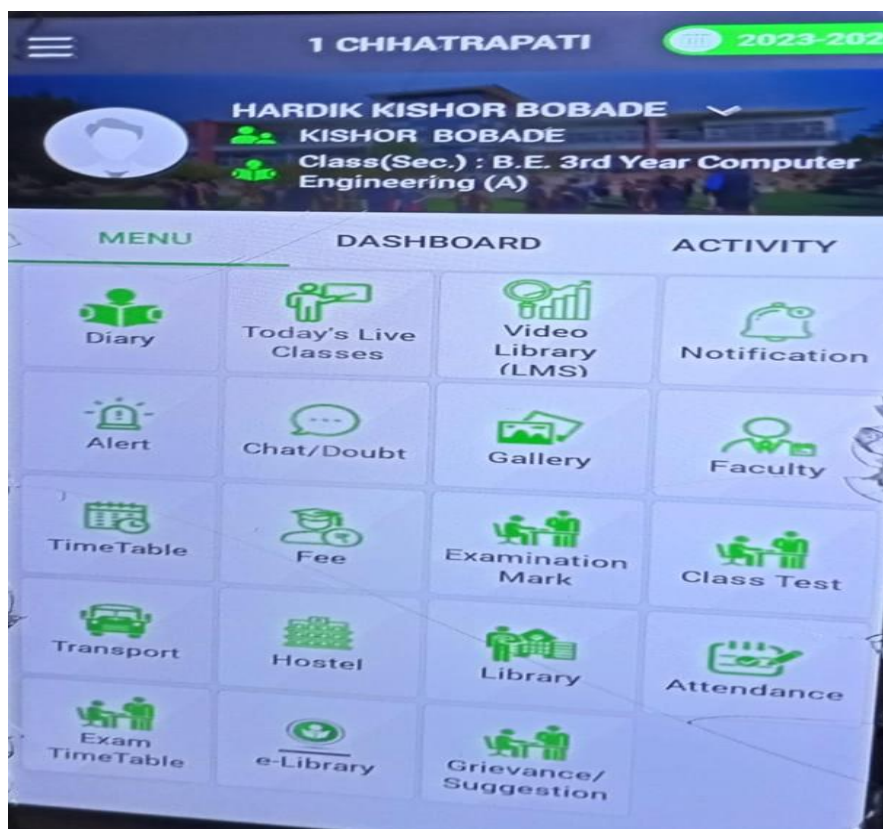 1 CHHATRAPATI
2023-202
HARDIK KISHOR BOBADE
KISHOR BOBADE
Class(Sec.) : B.E. 3rd Year Computer
Engineering (A)
MENU
DASHBOARD
ACTIVITY
Diary
Today's Live
Classes
Video
Library
(LMS)
Notification
Alert
Chat/Doubt
Gallery
Faculty
TimeTable
Fee
Examination
Mark
Class Test
Transport
Hostel
Library
Attendance
Exam
TimeTable
e-Library
Grievance/
Suggestion